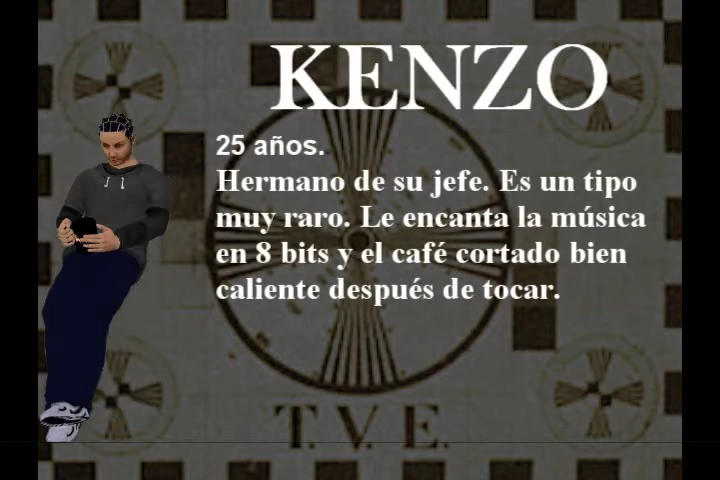 KENZO
25 años.
Hermano de su jefe. Es un tipo
muy raro. Le encanta la música
en 8 bits y el café cortado bien
caliente después de tocar.
T.V.E.